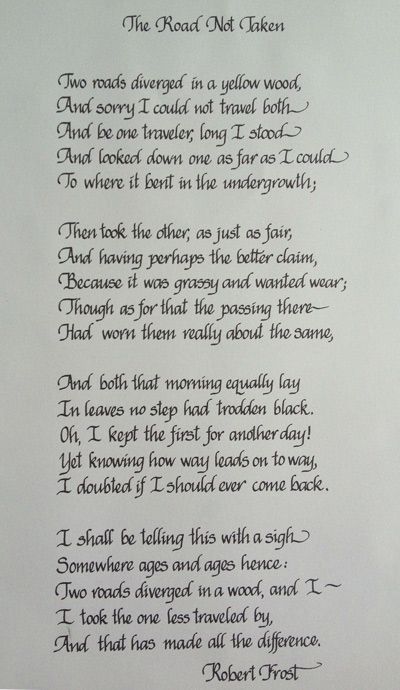 The Road Not Taken
Two roads diverged in a yellow wood,
And sorry I could not travel both
And be one traveler, long I stood
And looked down one as far as I could
To where it bent in the undergrowth;
Then took the other, as just as fair,
And having perhaps the better claim,
Because it was grassy and wanted wear;
Though as for that the passing there
Had worn them really about the same,
And both that morning equally lay
In leaves no step had trodden black.
Oh, I kept the first for another day!
Yet knowing how way leads on to way,
I doubted if I should ever come back.
I shall be telling this with a sigh
Somewhere ages and ages hence:
Two roads diverged in a wood, and I~
I took the one less traveled by,
And that has made all the difference.
Robert Frost